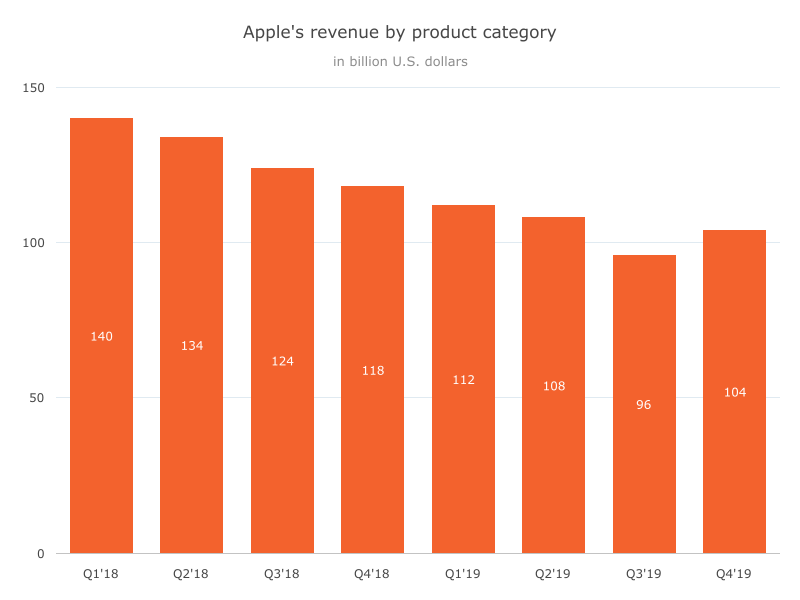 Apple's revenue by product category
in billion U.S. dollars
150
100
50
0
140
134
124
118
112
108
96
104
Q1'18
Q2'18
Q3'18
Q4'18
Q1'19
Q2'19
Q3'19
Q4'19